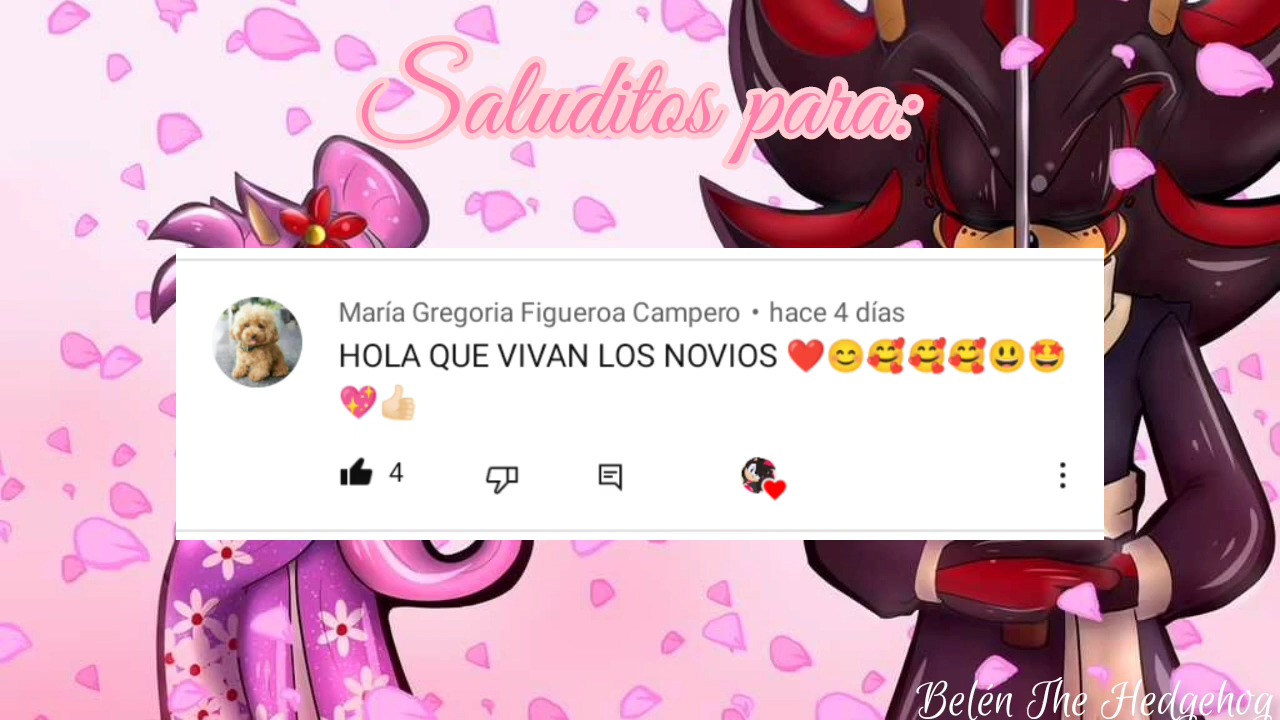 Saluditos para:
María Gregoria Figueroa Campero • hace 4 días
HOLA QUE VIVAN LOS NOVIOS ❤️😊🥰🥰🥰😃🤩
💖👍🏻
4
Belén The Hedgehog